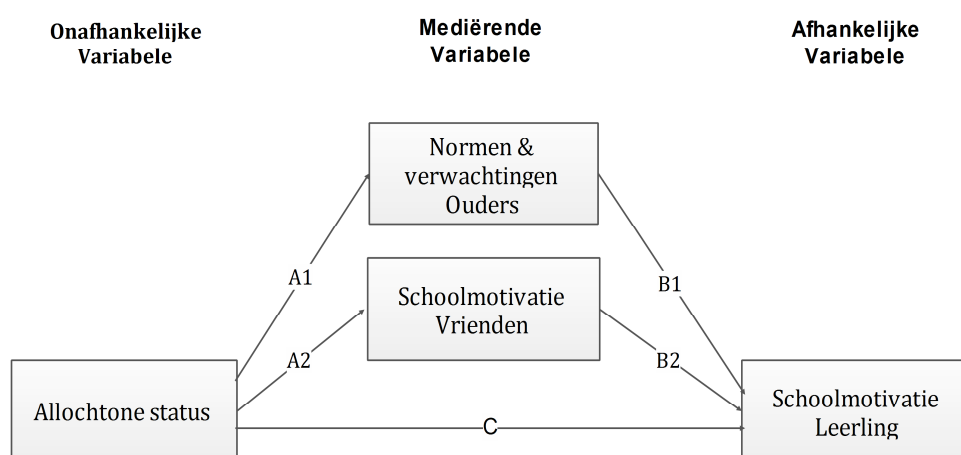 Onafhankelijke
Variabele
Mediërende
Variabele
Afhankelijke
Variabele
Normen &
verwachtingen
Ouders
A1
B1
Schoolmotivatie
Vrienden
A2
B2
Allochtone status
C
Schoolmotivatie
Leerling